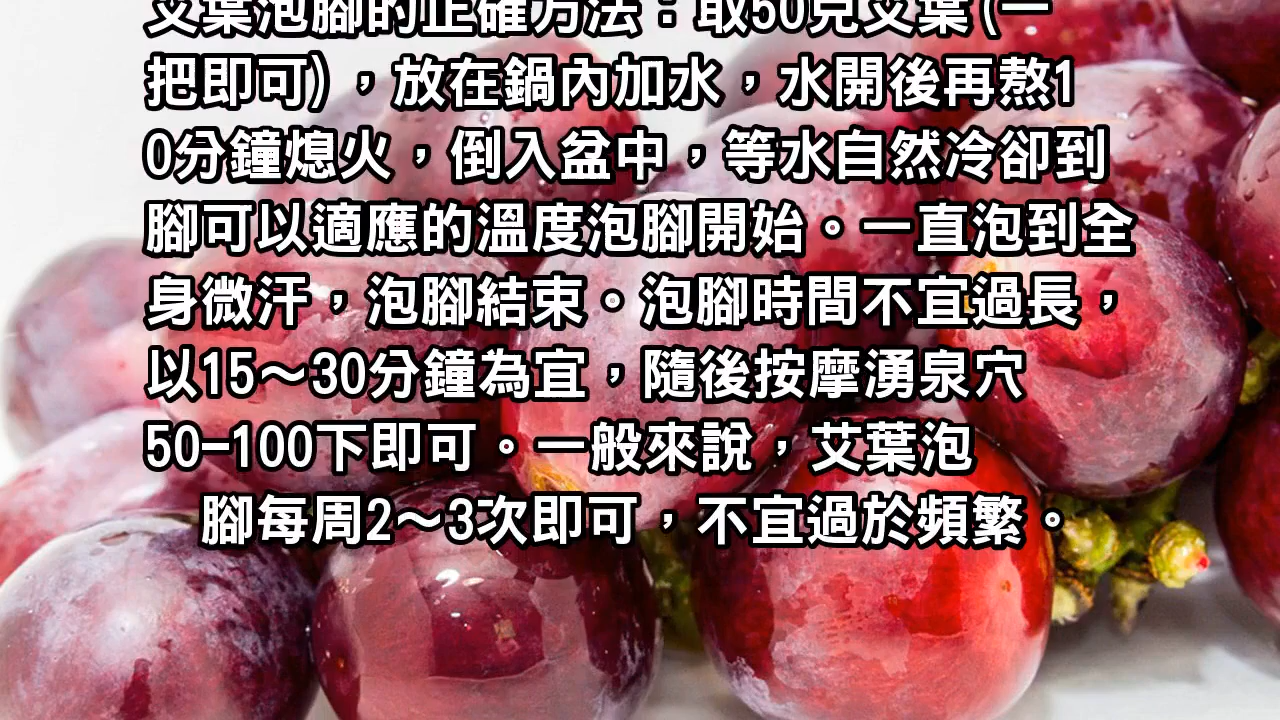 艾葉泡腳的正確方法：取50克艾葉(一
把即可)，放在鍋內加水，水開後再熬1
0分鐘熄火，倒入盆中，等水自然冷卻到
腳可以適應的溫度泡腳開始。一直泡到全
身微汗，泡腳結束。泡腳時間不宜過長，
以15～30分鐘為宜，隨後按摩湧泉穴
50-100下即可。一般來說，艾葉泡
腳每周2～3次即可，不宜過於頻繁。